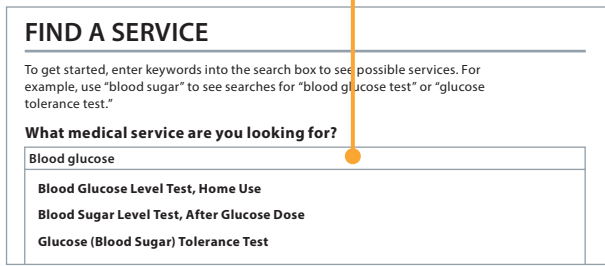 FIND A SERVICE
To get started, enter keywords into the search box to see possible services. For
example, use “blood sugar” to see searches for “blood glucose test” or “glucose
tolerance test.”
What medical service are you looking for?
Blood glucose
Blood Glucose Level Test, Home Use
Blood Sugar Level Test, After Glucose Dose
Glucose (Blood Sugar) Tolerance Test